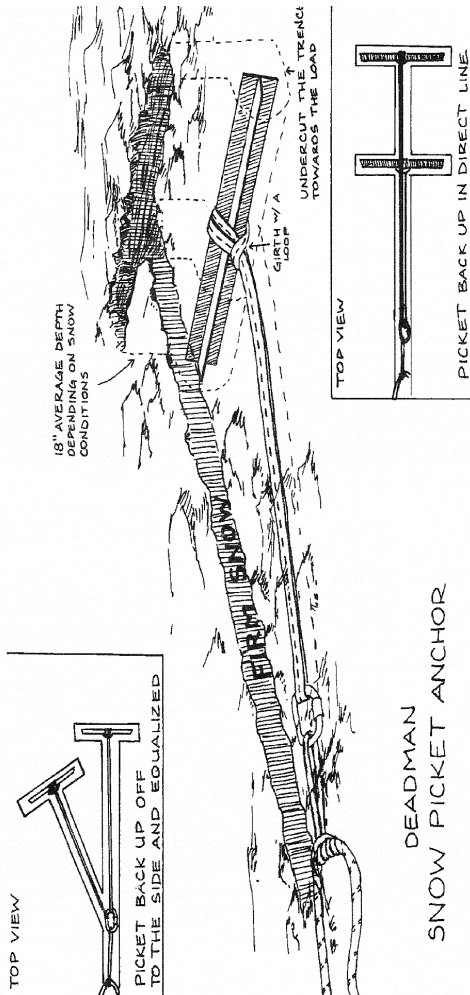 TOP VIEW
PICKET BACK UP OFF
TO THE SIDE AND EQUALIZED
18" AVERAGE DEPTH
DEPENDING ON SNOW
CONDITIONS
FIRM SNOW
GIRTH W/A
LOOP
UNDERCUT THE TRENCH
TOWARDS THE LOAD
TOP VIEW
PICKET BACK UP IN DIRECT LINE
DEADMAN
SNOW PICKET ANCHOR